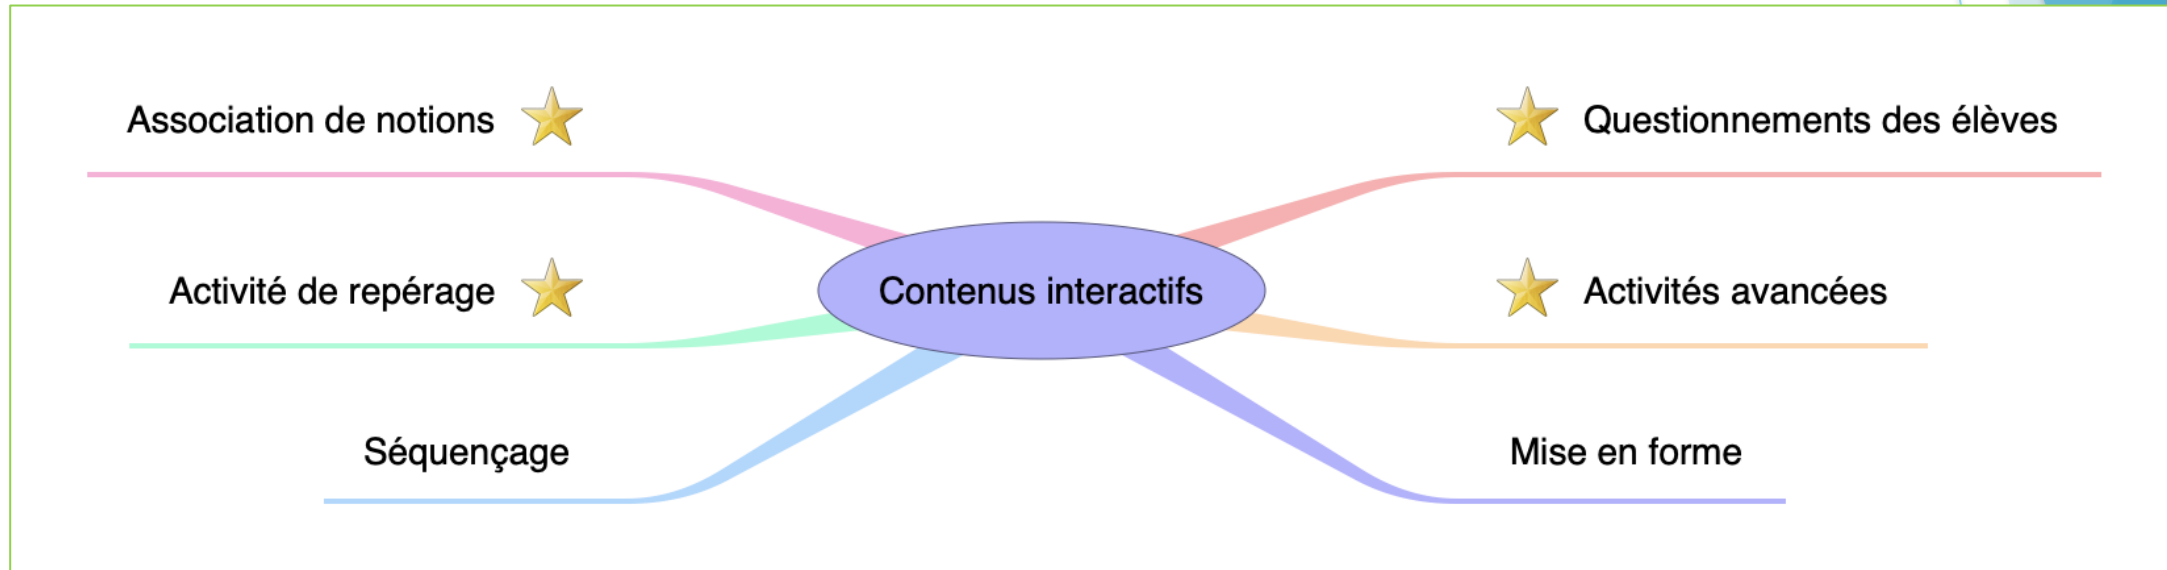 Association de notions
Questionnements des élèves
Activité de repérage
Contenus interactifs
Activités avancées
Séquençage
Mise en forme